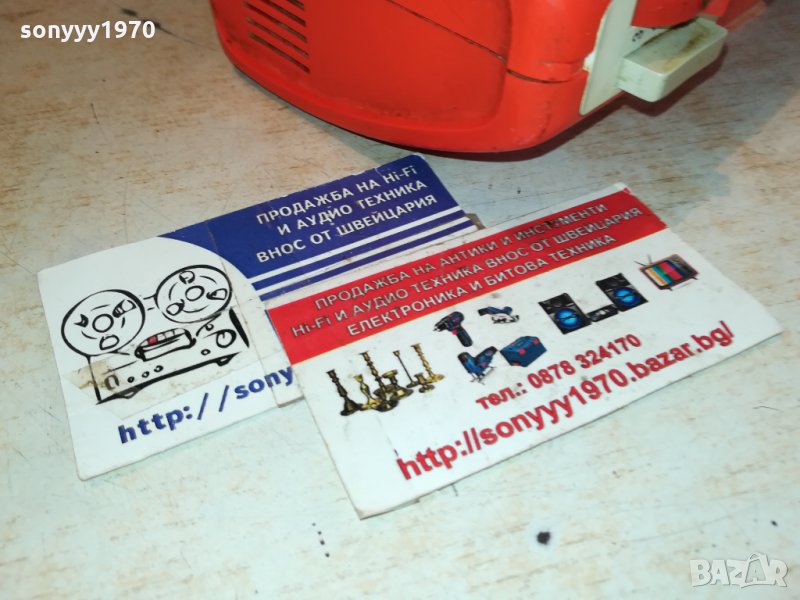 sonyyy1970
ПРОДАЖБА НА Hi-Fi
И АУДИО ТЕХНИКА
ВНОС ОТ ШВЕЙЦАРИЯ
http://sony
ПРОДАЖБА НА АНТИКИ И ИНСТМЕНТИ
Hi-Fi И АУДИО ТЕХНИКА ВНОС ОТ ШВЕЙЦАРИЯ
ЕЛЕКТРОНИКА И БИТОВА ТЕХНИКА
тел.: 0878 324170
http://sonyyy1970.bazar.bg/
BAZAR